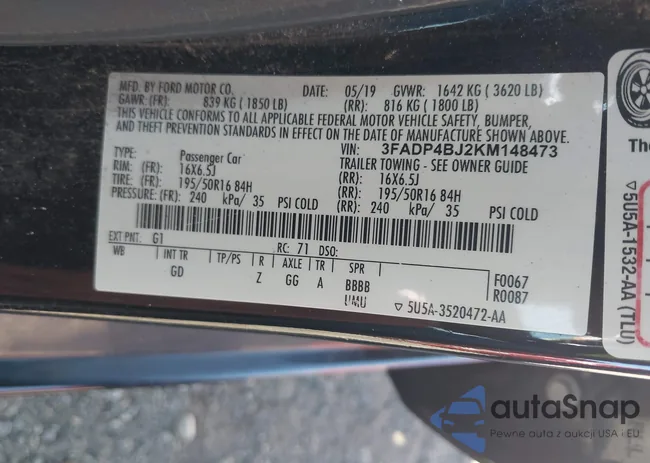 MFD. BY FORD MOTOR CO. DATE: 05/19 GVWR: 1642 KG ( 3620 LB)
GAWR: (FR): 839 KG ( 1850 LB) (RR): 816 KG ( 1800 LB)
THIS VEHICLE CONFORMS TO ALL APPLICABLE FEDERAL MOTOR VEHICLE SAFETY, BUMPER,
AND THEFT PREVENTION STANDARDS IN EFFECT ON THE DATE OF MANUFACTURE SHOWN ABOVE.
VIN: 3FADP4BJ2KM148473
TYPE: Passenger Car TRAILER TOWING - SEE OWNER GUIDE
RIM: (FR) 16X6.5J (RR): 16X6.5J
TIRE: (FR) 195/50R16 84H (RR): 195/50R16 84H
PRESSURE: (FR) 240 kPa/ 35 PSI COLD (RR): 240 kPa/ 35 PSI COLD
EXT PNT: G1 RC: 71 DSO:
WB INT TR TP/PS R AXLE TR SPR F0067
GD Z GG A BBBB R0087
UMU ▽ 5U5A-3520472-AA
▽5U5A-1532-AA (TLU)
The
autaSnap
Pewne auta z aukcji USA i EU